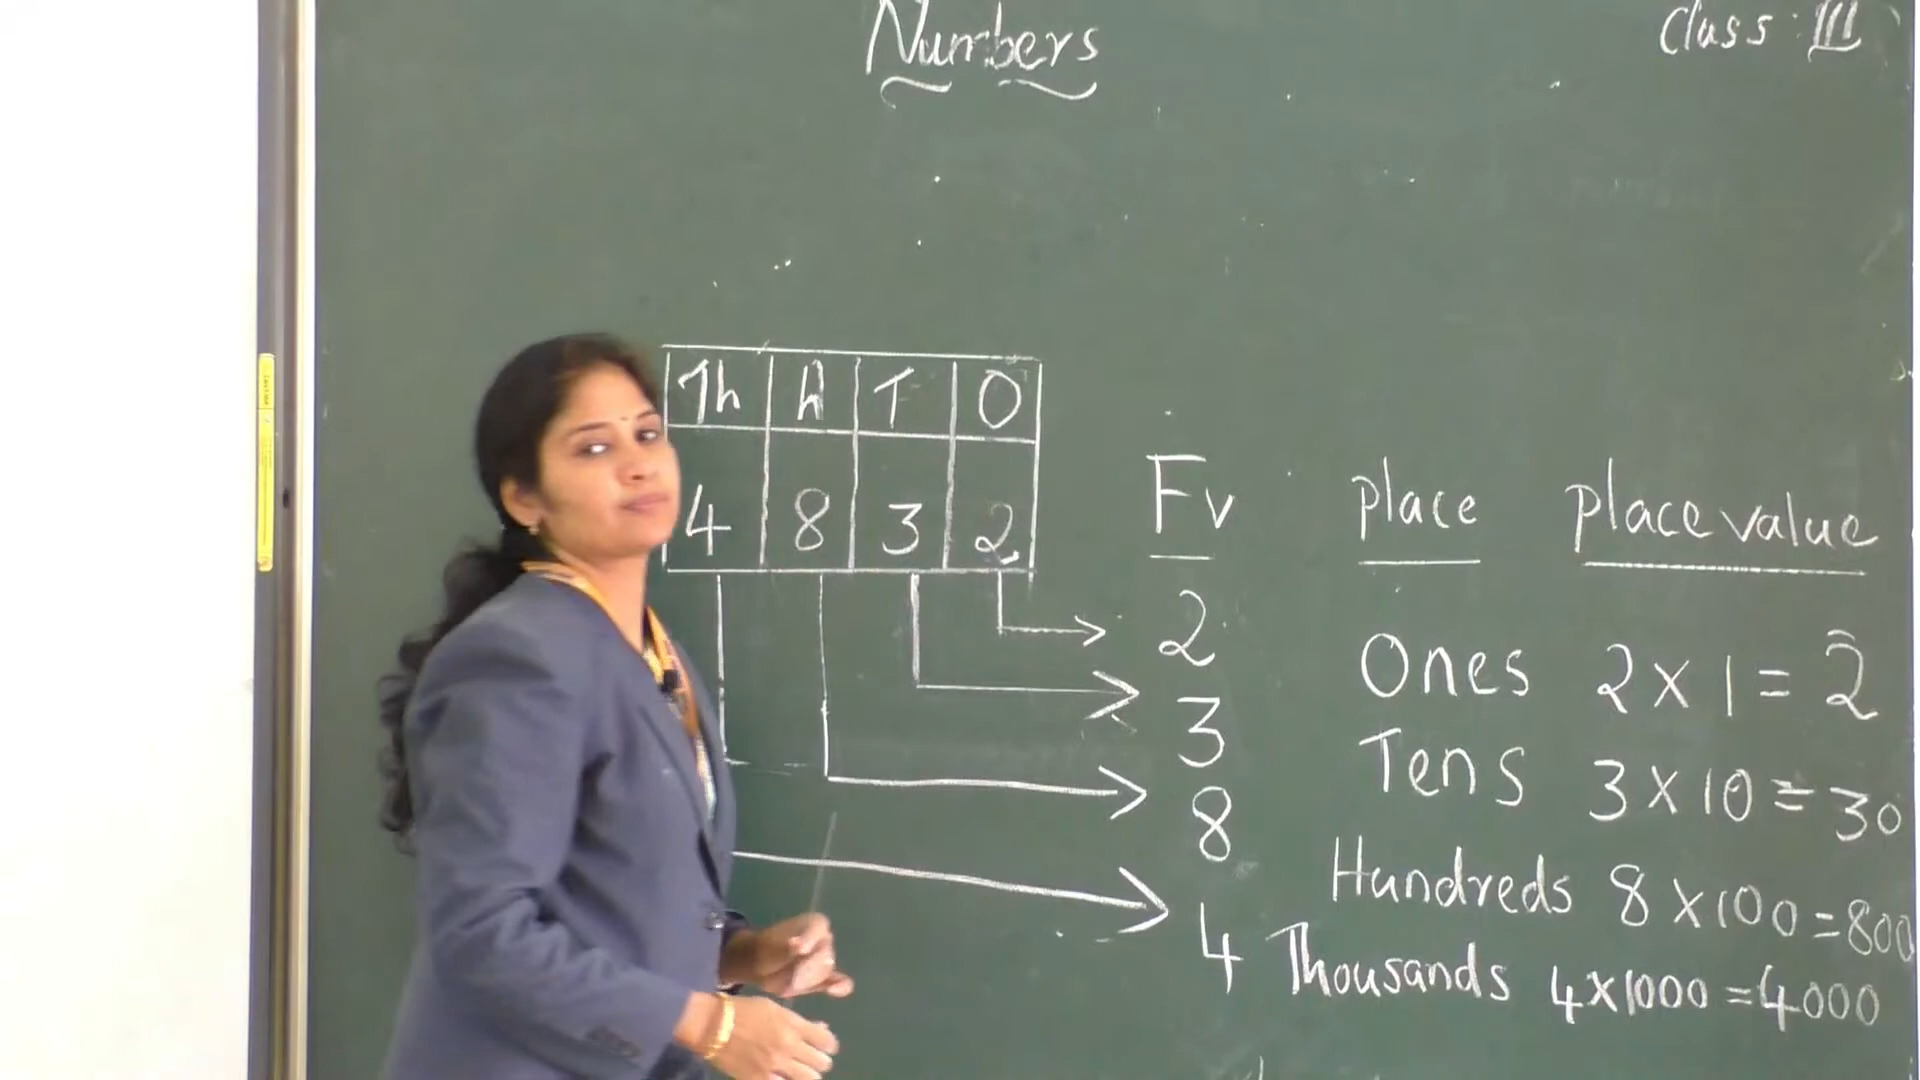 Numbers
Class: III
Th H T O
4 8 3 2
Fv place place value
2 Ones 2 x 1 = 2
3 Tens 3 x 10 = 30
8 Hundreds 8 x 100 = 800
4 Thousands 4 x 1000 = 4000